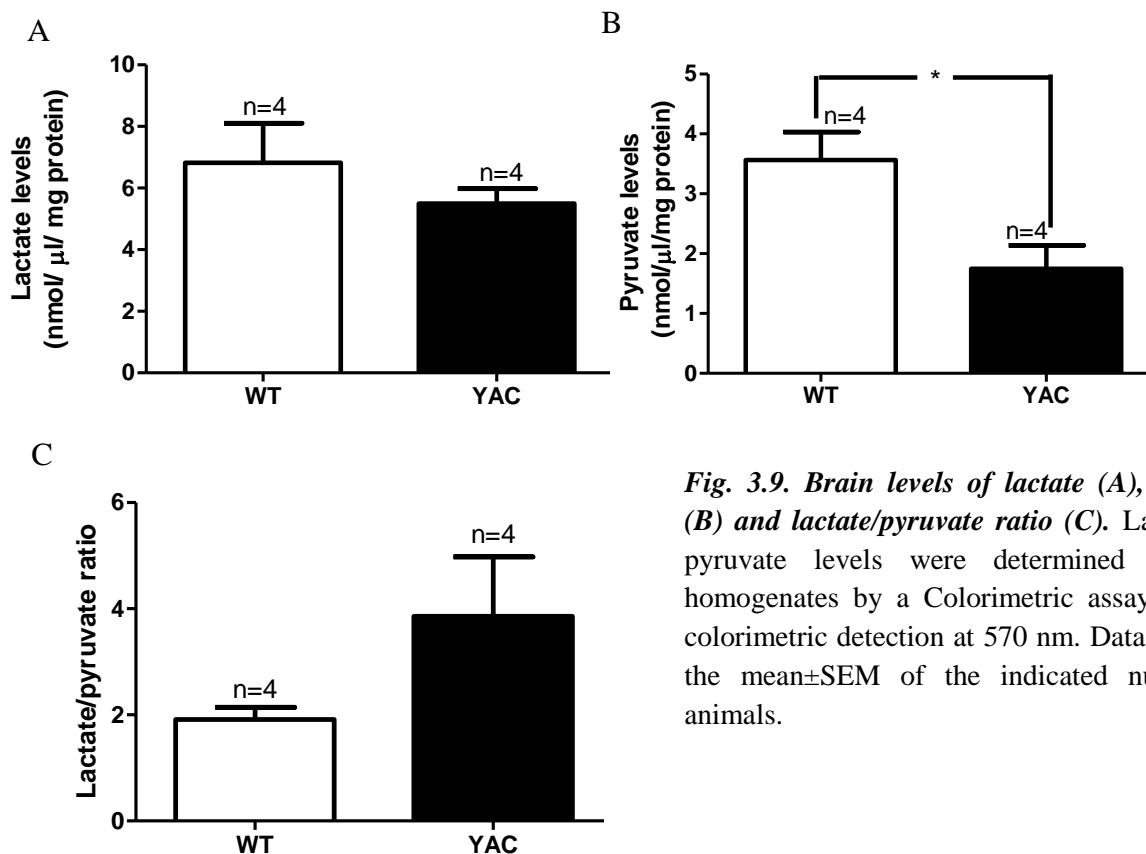 A
Lactate levels
(nmol/ µl/ mg protein)
10
8
6
4
2
0
n=4
n=4
WT
YAC
B
Pyruvate levels
(nmol/µl/mg protein)
5
4
3
2
1
0
*
n=4
n=4
WT
YAC
C
Lactate/pyruvate ratio
6
4
2
0
n=4
n=4
WT
YAC
Fig. 3.9. Brain levels of lactate (A),
(B) and lactate/pyruvate ratio (C). La
pyruvate levels were determined
homogenates by a Colorimetric assay
colorimetric detection at 570 nm. Data
the mean±SEM of the indicated nu
animals.